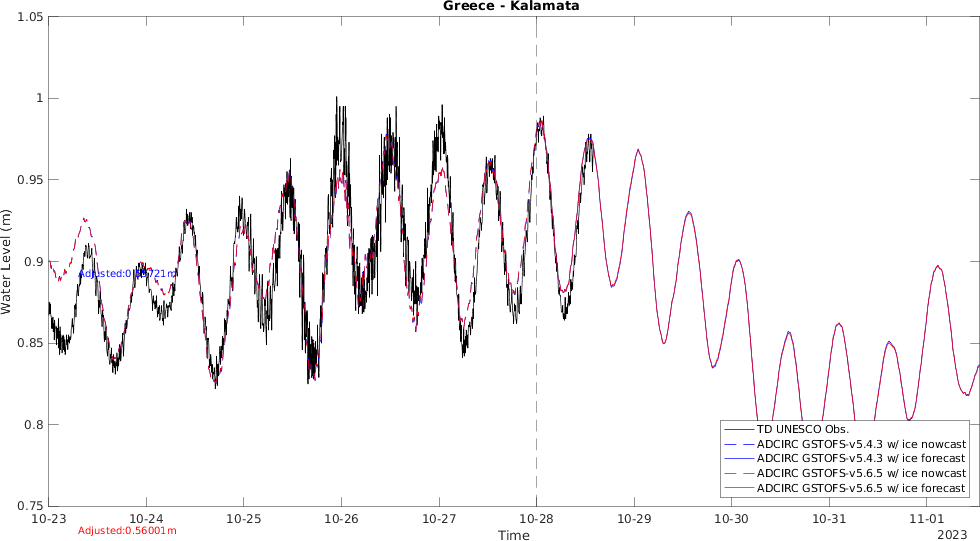 Greece - Kalamata
1.05
1
0.95
0.9
0.85
0.8
0.75
Water Level (m)
TD UNESCO Obs.
ADCIRC GSTOFS-v5.4.3 w/ ice nowcast
ADCIRC GSTOFS-v5.4.3 w/ ice forecast
ADCIRC GSTOFS-v5.6.5 w/ ice nowcast
ADCIRC GSTOFS-v5.6.5 w/ ice forecast
10-23
10-24
10-25
10-26
10-27
10-28
10-29
10-30
10-31
11-01
Adjusted:0.56001m
Time
2023